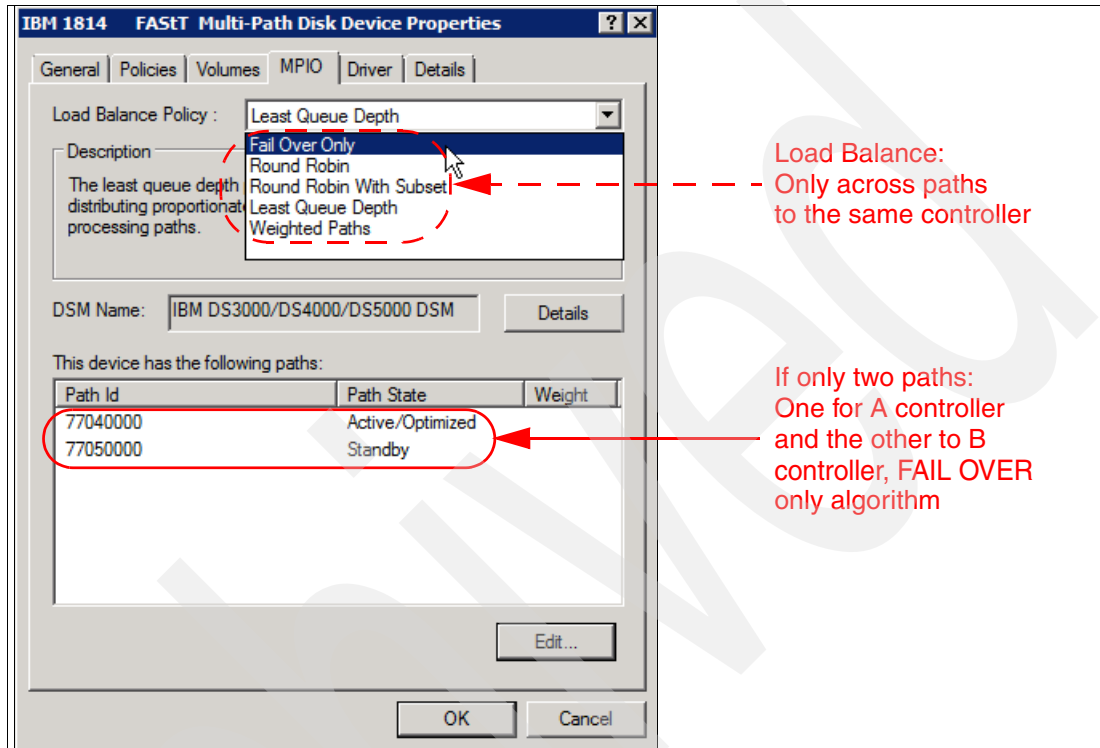 IBM 1814 FAStT Multi-Path Disk Device Properties
General Policies Volumes MPIO Driver Details
Load Balance Policy : Least Queue Depth
Fail Over Only
Round Robin
Round Robin With Subset
Least Queue Depth
Weighted Paths
Description
The least queue depth
distributing proportionate
processing paths.
Load Balance:
Only across paths
to the same controller
DSM Name: IBM DS3000/DS4000/DS5000 DSM Details
This device has the following paths:
Path Id Path State Weight
77040000 Active/Optimized
77050000 Standby
If only two paths:
One for A controller
and the other to B
controller, FAIL OVER
only algorithm
Edit...
OK Cancel